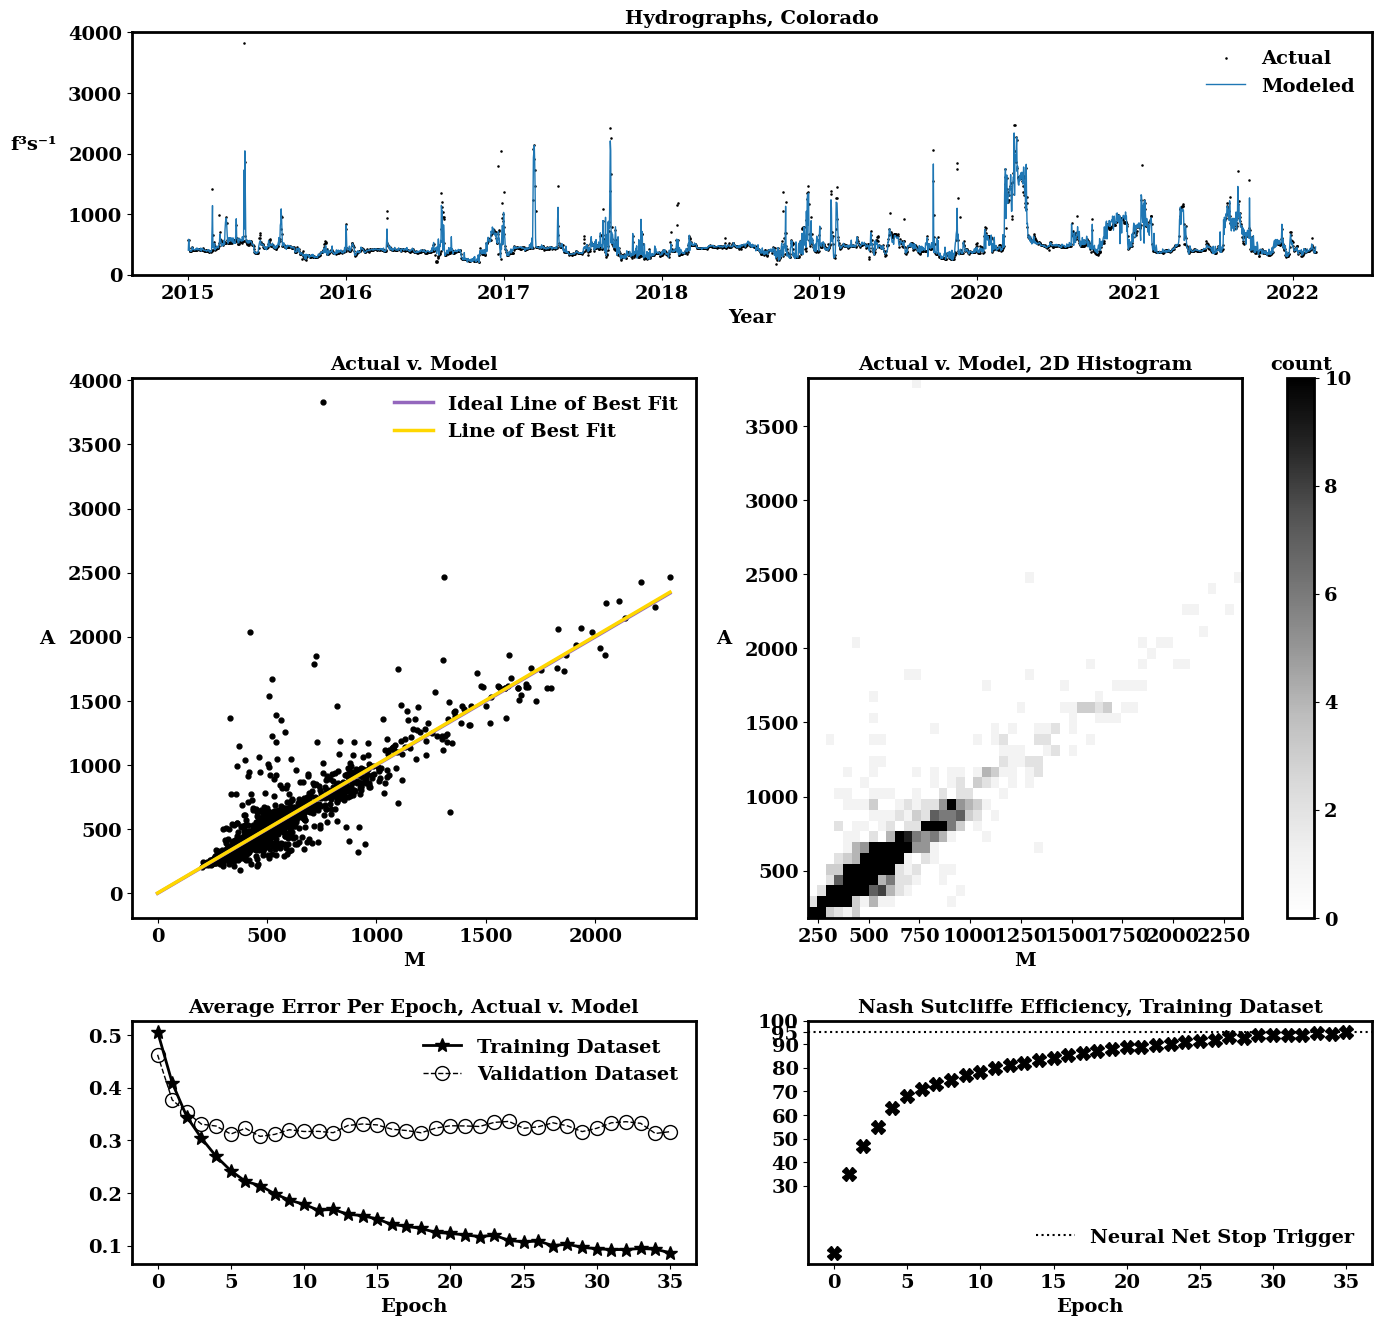 Hydrographs, Colorado
4000
3000
f³s⁻¹
2000
1000
0
Actual
Modeled
2015 2016 2017 2018 2019 2020 2021 2022
Year
Actual v. Model
4000
3500
3000
2500
A
2000
1500
1000
500
0
Ideal Line of Best Fit
Line of Best Fit
0 500 1000 1500 2000
M
Actual v. Model, 2D Histogram
3500
3000
2500
A
2000
1500
1000
500
250 500 750 1000 1250 1500 1750 2000 2250
M
count
10
8
6
4
2
0
Average Error Per Epoch, Actual v. Model
0.5
0.4
0.3
0.2
0.1
Training Dataset
Validation Dataset
0 5 10 15 20 25 30 35
Epoch
Nash Sutcliffe Efficiency, Training Dataset
100
95
90
80
70
60
50
40
30
Neural Net Stop Trigger
0 5 10 15 20 25 30 35
Epoch